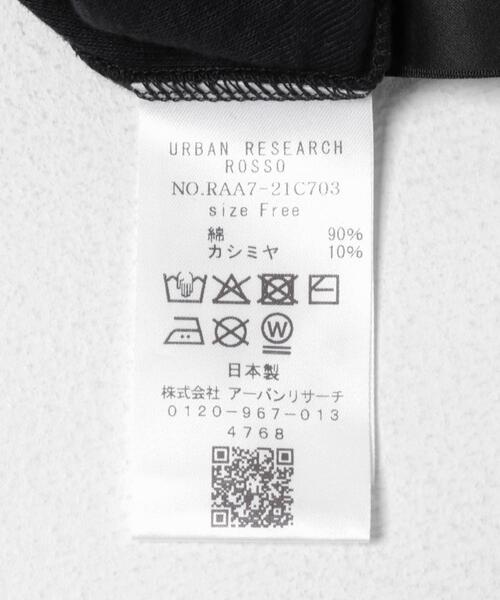 URBAN RESEARCH
ROSSO
NO.RAA7-21C703
size Free
綿 90%
カシミヤ 10%
W
日本製
株式会社 アーバンリサーチ
0120-967-013
4768